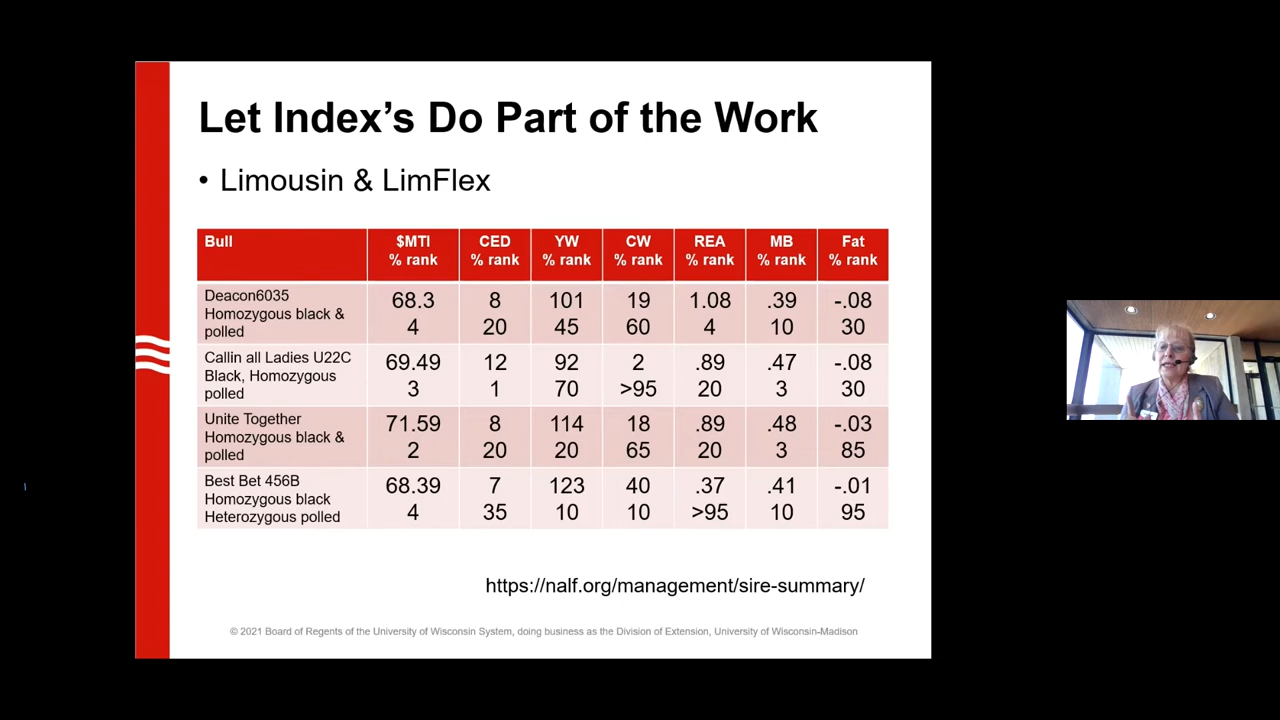 Let Index's Do Part of the Work
• Limousin & LimFlex
Bull $MTI CED YW CW REA MB Fat
% rank % rank % rank % rank % rank % rank % rank
Deacon6035 68.3 8 101 19 1.08 .39 -.08
Homozygous black &
polled 4 20 45 60 4 10 30
Callin all Ladies U22C 69.49 12 92 2 .89 .47 -.08
Black, Homozygous
polled 3 1 70 >95 20 3 30
Unite Together 71.59 8 114 18 .89 .48 -.03
Homozygous black &
polled 2 20 20 65 20 3 85
Best Bet 456B 68.39 7 123 40 .37 .41 -.01
Homozygous black
Heterozygous polled 4 35 10 10 >95 10 95
https://nalf.org/management/sire-summary/
© 2021 Board of Regents of the University of Wisconsin System, doing business as the Division of Extension, University of Wisconsin-Madison